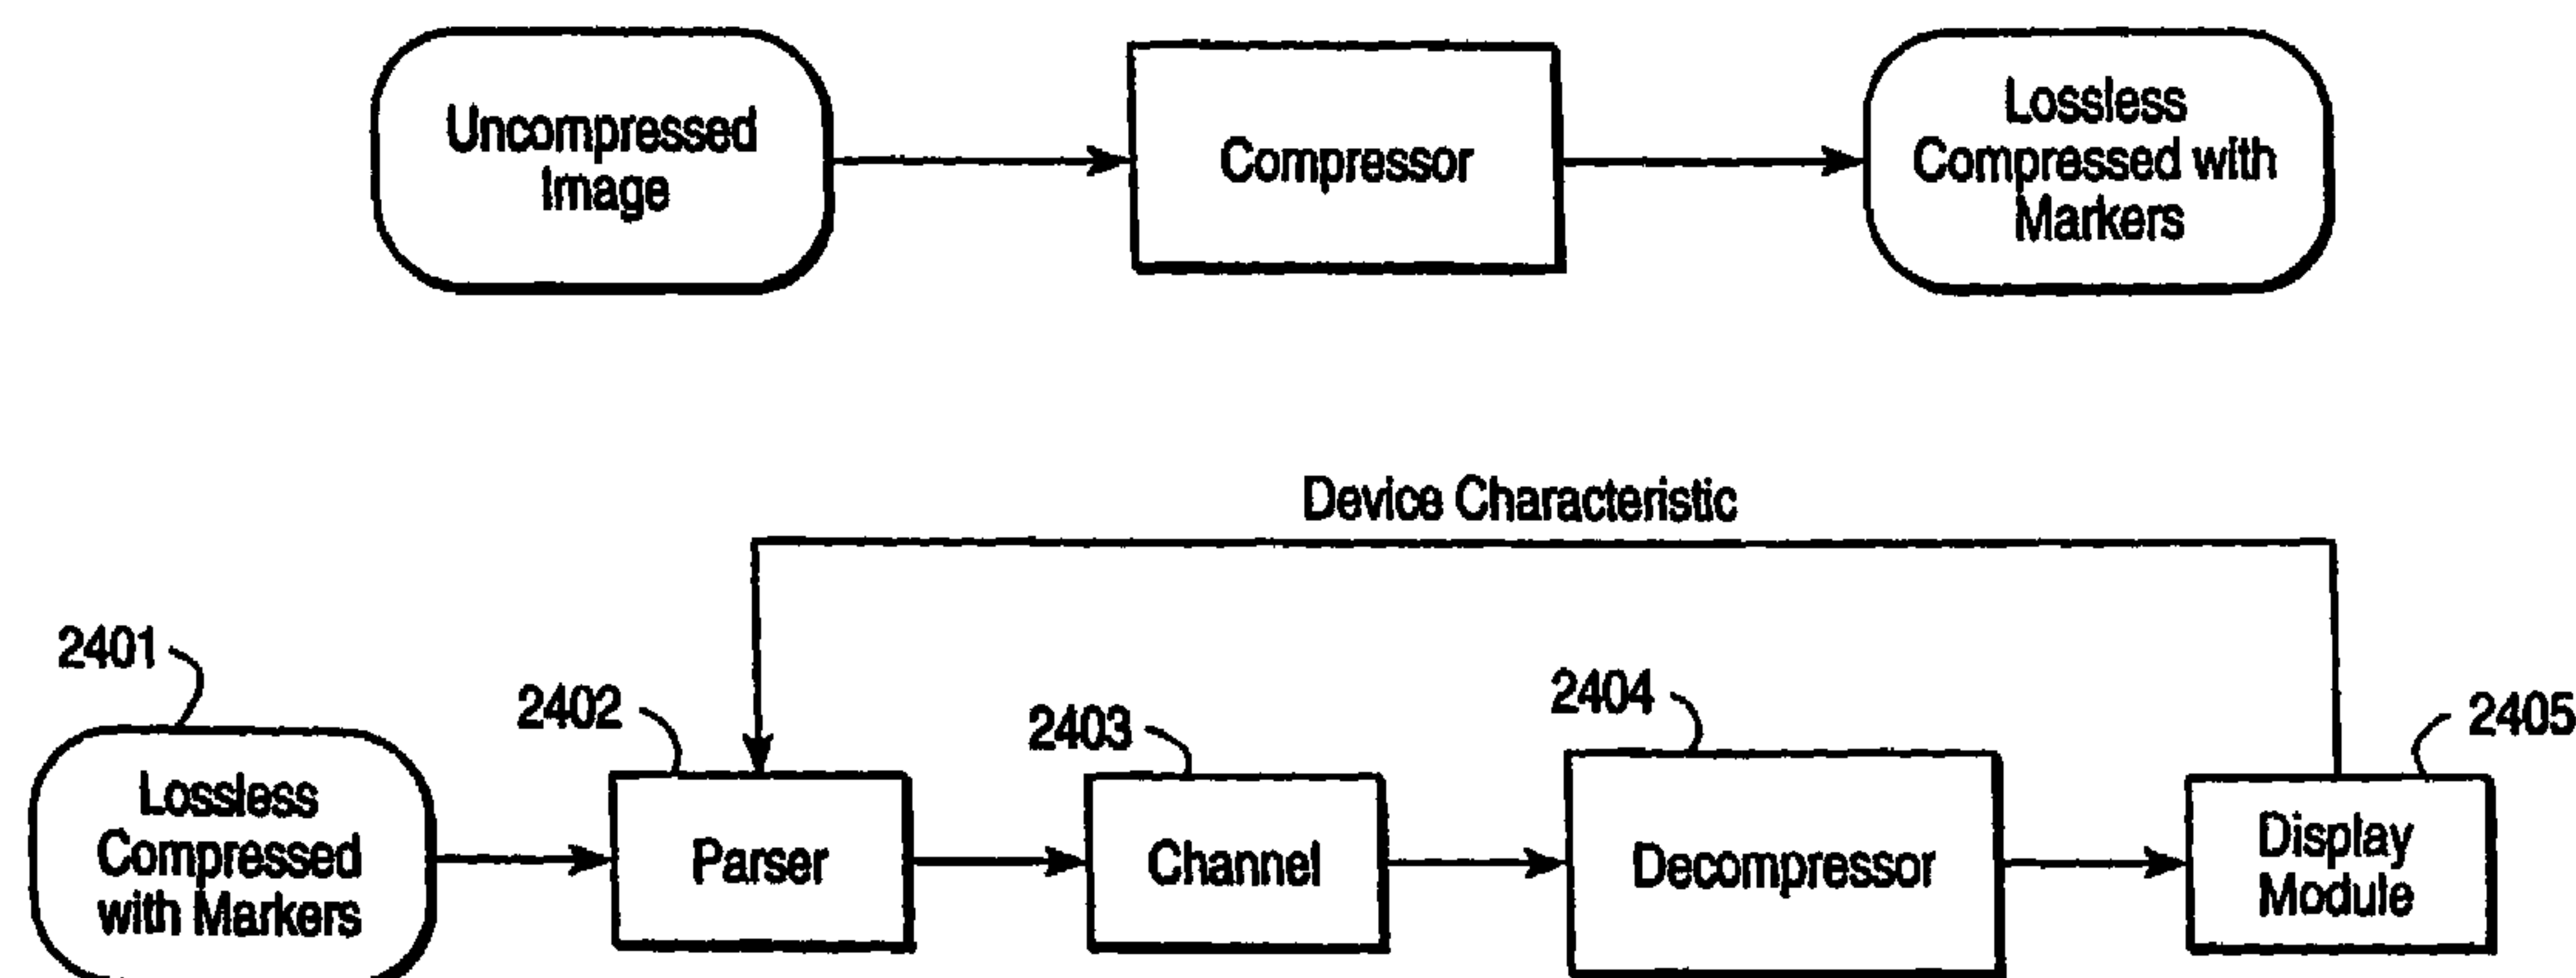 Uncompressed
Image
Compressor
Lossless
Compressed with
Markers
Device Characteristic
2401
2402
2403
2404
2405
Lossless
Compressed
with Markers
Parser
Channel
Decompressor
Display
Module